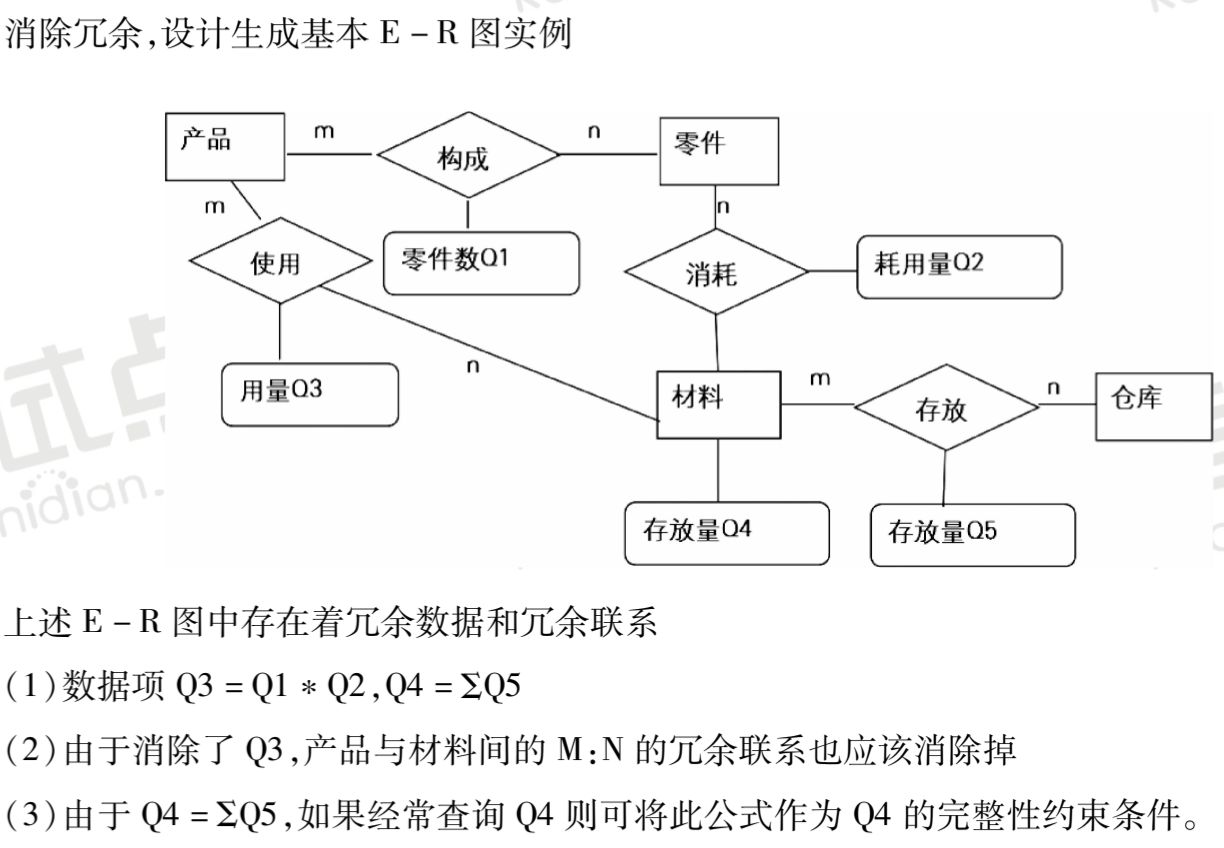 消除冗余,设计生成基本 E-R 图实例
产品 m 构成 n 零件
m n
使用 零件数Q1 消耗 耗用量Q2
n
用量Q3 材料 m 存放 n 仓库
存放量Q4 存放量Q5
试点
nidian.
上述 E-R 图中存在着冗余数据和冗余联系
(1)数据项 Q3=Q1*Q2,Q4=ΣQ5
(2)由于消除了 Q3,产品与材料间的 M:N 的冗余联系也应该消除掉
(3)由于 Q4=ΣQ5,如果经常查询 Q4 则可将此公式作为 Q4 的完整性约束条件。